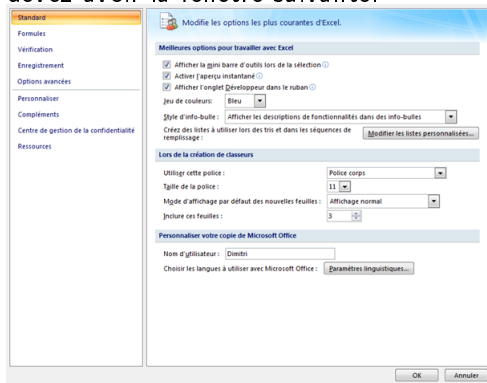 devez avoir la fenêtre suivante:
Standard
Formules
Vérification
Enregistrement
Options avancées
Personnaliser
Compléments
Centre de gestion de la confidentialité
Ressources
Modifie les options les plus courantes d'Excel.
Meilleures options pour travailler avec Excel
Afficher la mini barre d'outils lors de la sélection
Activer l'aperçu instantané
Afficher l'onglet Développeur dans le ruban
Jeu de couleurs: Bleu
Style d'info-bulle : Afficher les descriptions de fonctionnalités dans des info-bulles
Créez des listes à utiliser lors des tris et dans les séquences de
remplissage : Modifier les listes personnalisées...
Lors de la création de classeurs
Utiliser cette police : Police corps
Taille de la police : 11
Mode d'affichage par défaut des nouvelles feuilles : Affichage normal
Inclure ces feuilles : 3
Personnaliser votre copie de Microsoft Office
Nom d'utilisateur : Dimitri
Choisir les langues à utiliser avec Microsoft Office : Paramètres linguistiques...
OK Annuler